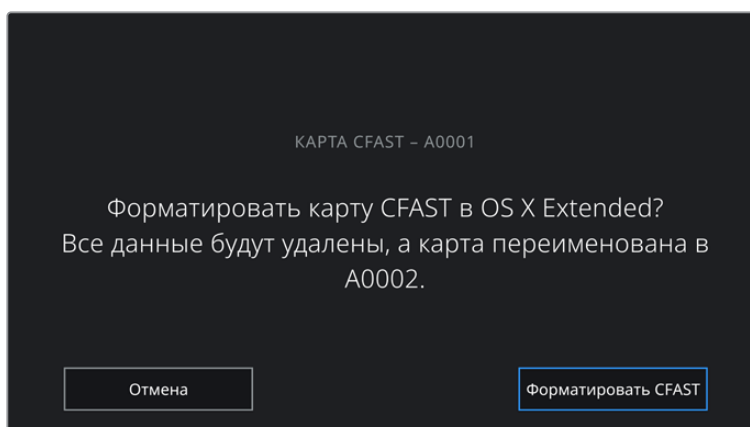 КАРТА CFAST – A0001
Форматировать карту CFAST в OS X Extended?
Все данные будут удалены, а карта переименована в
A0002.
Отмена
Форматировать CFAST